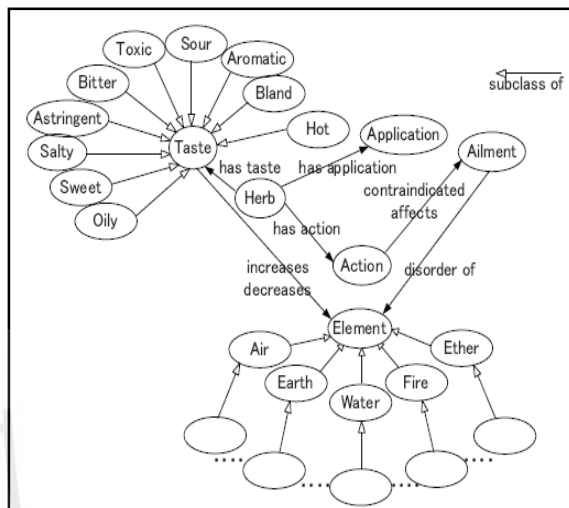 Sour
Toxic
Aromatic
Bitter
Bland
subclass of
Astringent
Hot
Application
Salty
Taste
Ailment
has taste
has application
Sweet
Herb
contraindicated
affects
Oily
has action
Action
increases
decreases
disorder of
Element
Air
Ether
Earth
Fire
Water